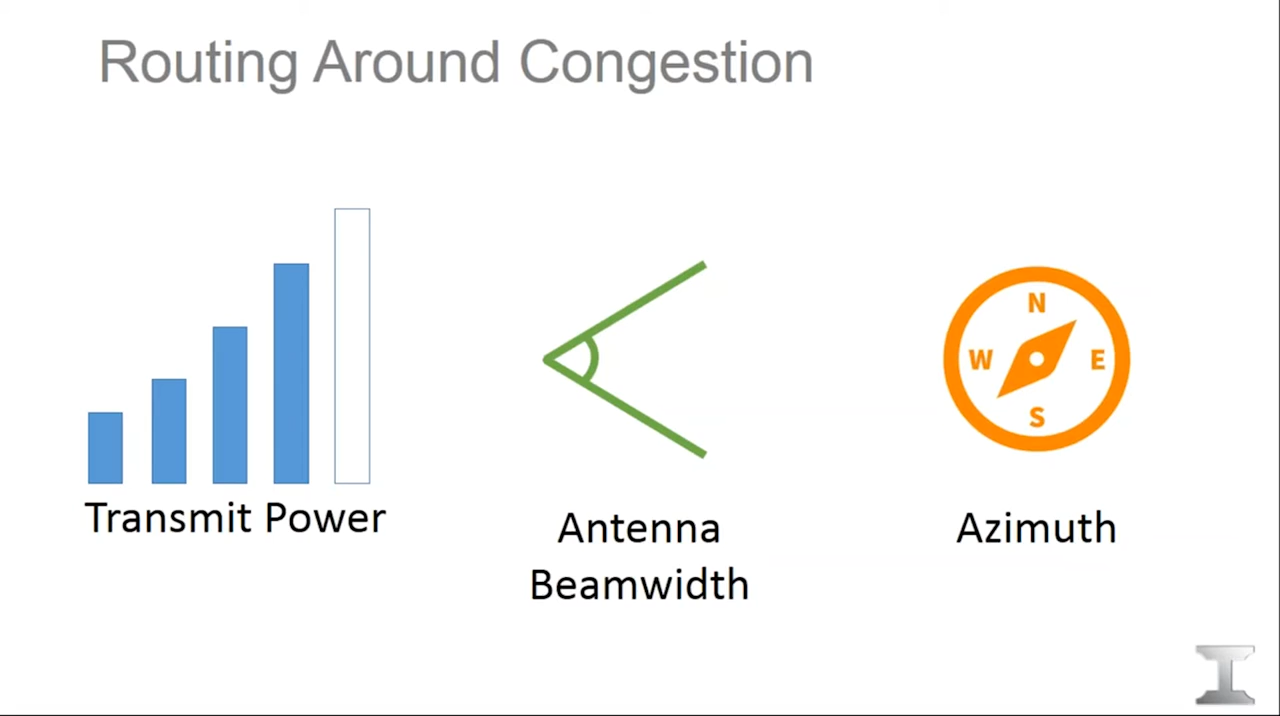 Routing Around Congestion
Transmit Power
Antenna
Beamwidth
N
W E
S
Azimuth